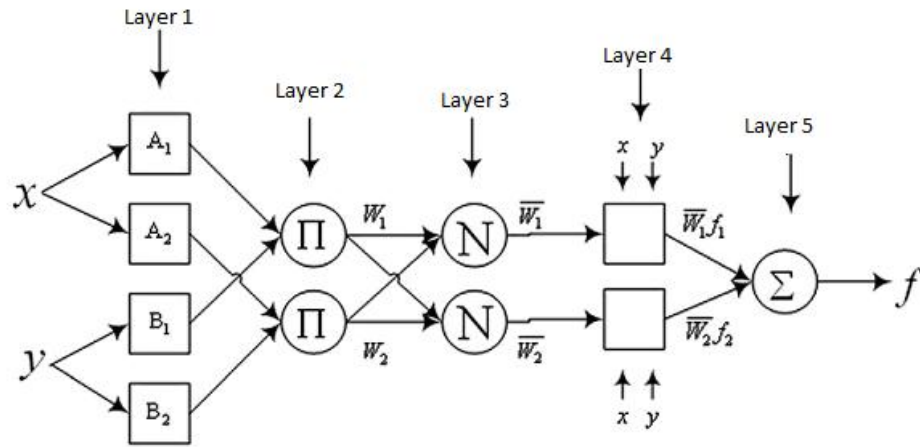 Layer 1
Layer 2
Layer 3
Layer 4
Layer 5
x
y
A₁
A₂
B₁
B₂
Π
Π
W₁
W₂
N
N
W̅₁
W̅₂
x y
x y
W̅₁f₁
W̅₂f₂
Σ
f